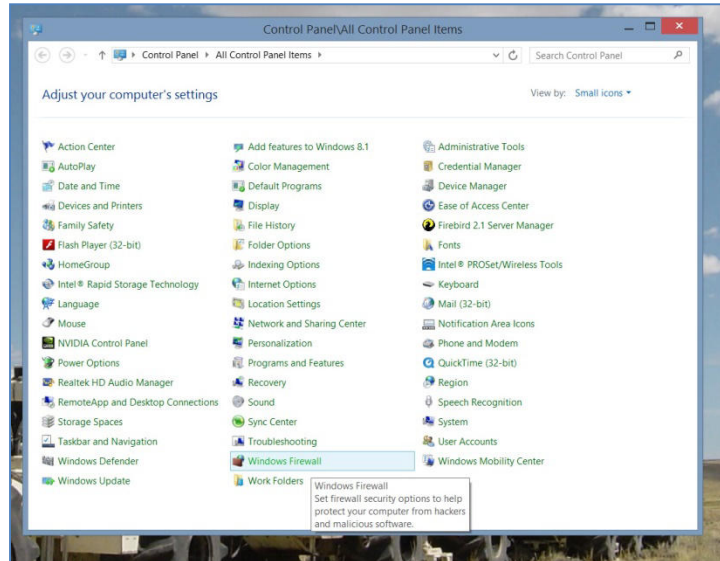 Control Panel\All Control Panel Items
Control Panel All Control Panel Items Search Control Panel
Adjust your computer's settings View by: Small icons
Action Center Add features to Windows 8.1 Administrative Tools
AutoPlay Color Management Credential Manager
Date and Time Default Programs Device Manager
Devices and Printers Display Ease of Access Center
Family Safety File History Firebird 2.1 Server Manager
Flash Player (32-bit) Folder Options Fonts
HomeGroup Indexing Options Intel® PROSet/Wireless Tools
Intel® Rapid Storage Technology Internet Options Keyboard
Language Location Settings Mail (32-bit)
Mouse Network and Sharing Center Notification Area Icons
NVIDIA Control Panel Personalization Phone and Modem
Power Options Programs and Features QuickTime (32-bit)
Realtek HD Audio Manager Recovery Region
RemoteApp and Desktop Connections Sound Speech Recognition
Storage Spaces Sync Center System
Taskbar and Navigation Troubleshooting User Accounts
Windows Defender Windows Firewall Windows Mobility Center
Windows Update Work Folders
Windows Firewall
Set firewall security options to help
protect your computer from hackers
and malicious software.